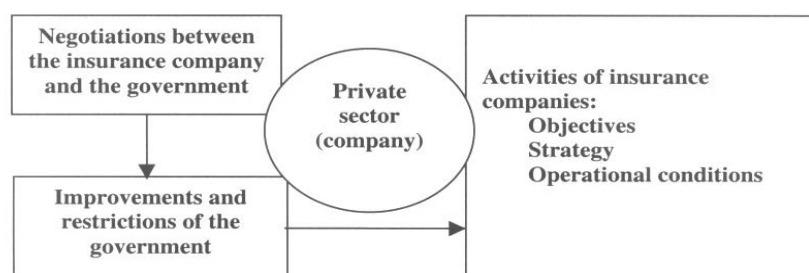 Negotiations between
the insurance company
and the government
Private
sector
(company)
Activities of insurance
companies:
Objectives
Strategy
Operational conditions
Improvements and
restrictions of the
government